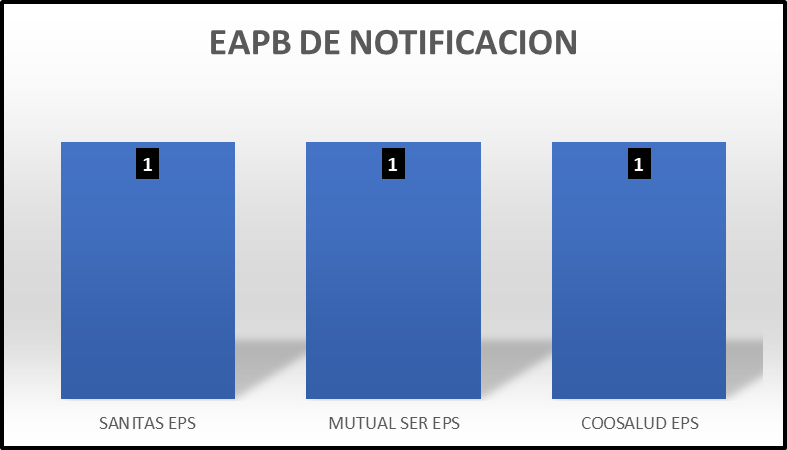 EAPB DE NOTIFICACION
1 1 1
SANITAS EPS MUTUAL SER EPS COOSALUD EPS